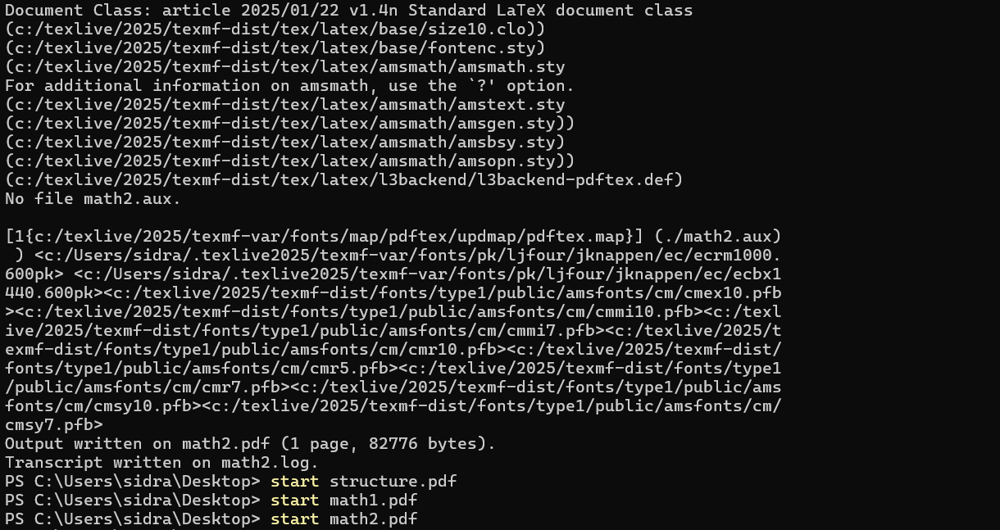 Document Class: article 2025/01/22 v1.4n Standard LaTeX document class
(c:/texlive/2025/texmf-dist/tex/latex/base/size10.clo))
(c:/texlive/2025/texmf-dist/tex/latex/base/fontenc.sty)
(c:/texlive/2025/texmf-dist/tex/latex/amsmath/amsmath.sty
For additional information on amsmath, use the `?' option.
(c:/texlive/2025/texmf-dist/tex/latex/amsmath/amstext.sty
(c:/texlive/2025/texmf-dist/tex/latex/amsmath/amsgen.sty))
(c:/texlive/2025/texmf-dist/tex/latex/amsmath/amsbsy.sty)
(c:/texlive/2025/texmf-dist/tex/latex/amsmath/amsopn.sty))
(c:/texlive/2025/texmf-dist/tex/latex/l3backend/l3backend-pdftex.def)
No file math2.aux.

[1{c:/texlive/2025/texmf-var/fonts/map/pdftex/updmap/pdftex.map}] (./math2.aux)
 ) <c:/Users/sidra/.texlive2025/texmf-var/fonts/pk/ljfour/jknappen/ec/ecrm1000.
600pk> <c:/Users/sidra/.texlive2025/texmf-var/fonts/pk/ljfour/jknappen/ec/ecbx1
440.600pk><c:/texlive/2025/texmf-dist/fonts/type1/public/amsfonts/cm/cmex10.pfb
><c:/texlive/2025/texmf-dist/fonts/type1/public/amsfonts/cm/cmmi10.pfb><c:/texl
ive/2025/texmf-dist/fonts/type1/public/amsfonts/cm/cmmi7.pfb><c:/texlive/2025/t
exmf-dist/fonts/type1/public/amsfonts/cm/cmr10.pfb><c:/texlive/2025/texmf-dist/
fonts/type1/public/amsfonts/cm/cmr5.pfb><c:/texlive/2025/texmf-dist/fonts/type1
/public/amsfonts/cm/cmr7.pfb><c:/texlive/2025/texmf-dist/fonts/type1/public/ams
fonts/cm/cmsy10.pfb><c:/texlive/2025/texmf-dist/fonts/type1/public/amsfonts/cm/
cmsy7.pfb>
Output written on math2.pdf (1 page, 82776 bytes).
Transcript written on math2.log.
PS C:\Users\sidra\Desktop> start structure.pdf
PS C:\Users\sidra\Desktop> start math1.pdf
PS C:\Users\sidra\Desktop> start math2.pdf